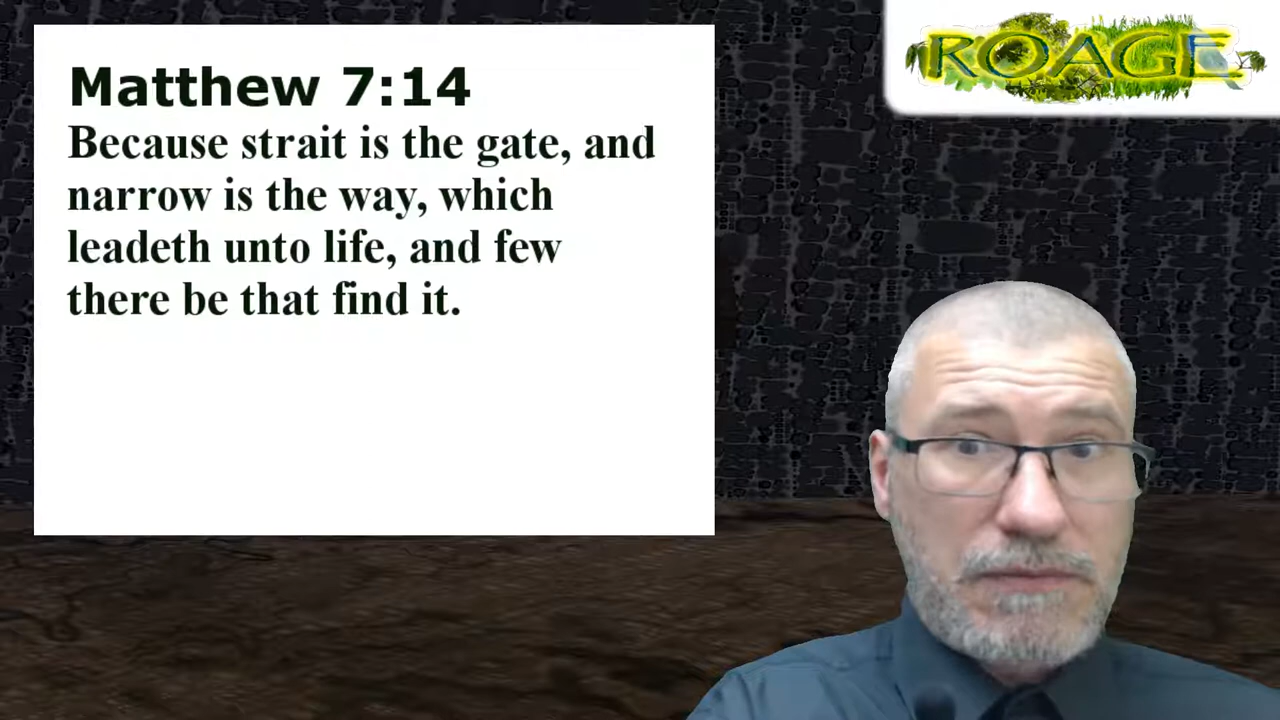 Matthew 7:14
Because strait is the gate, and
narrow is the way, which
leadeth unto life, and few
there be that find it.
ROAGE